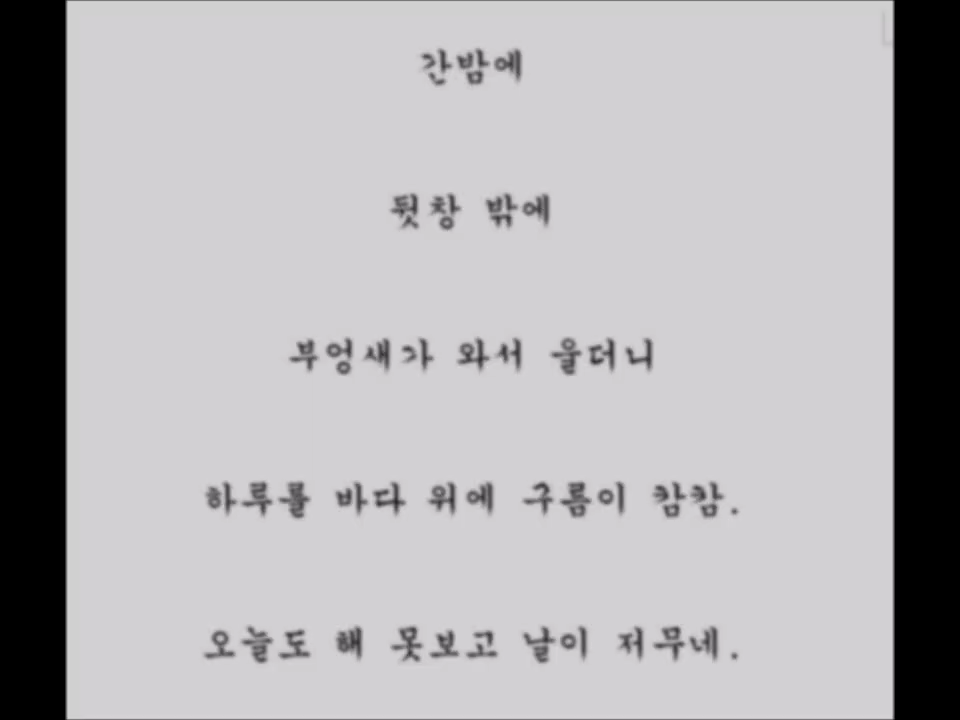 간밤에
뒷창 밖에
부엉새가 와서 울더니
하루를 바다 위에 구름이 캄캄.
오늘도 해 못보고 날이 저무네.